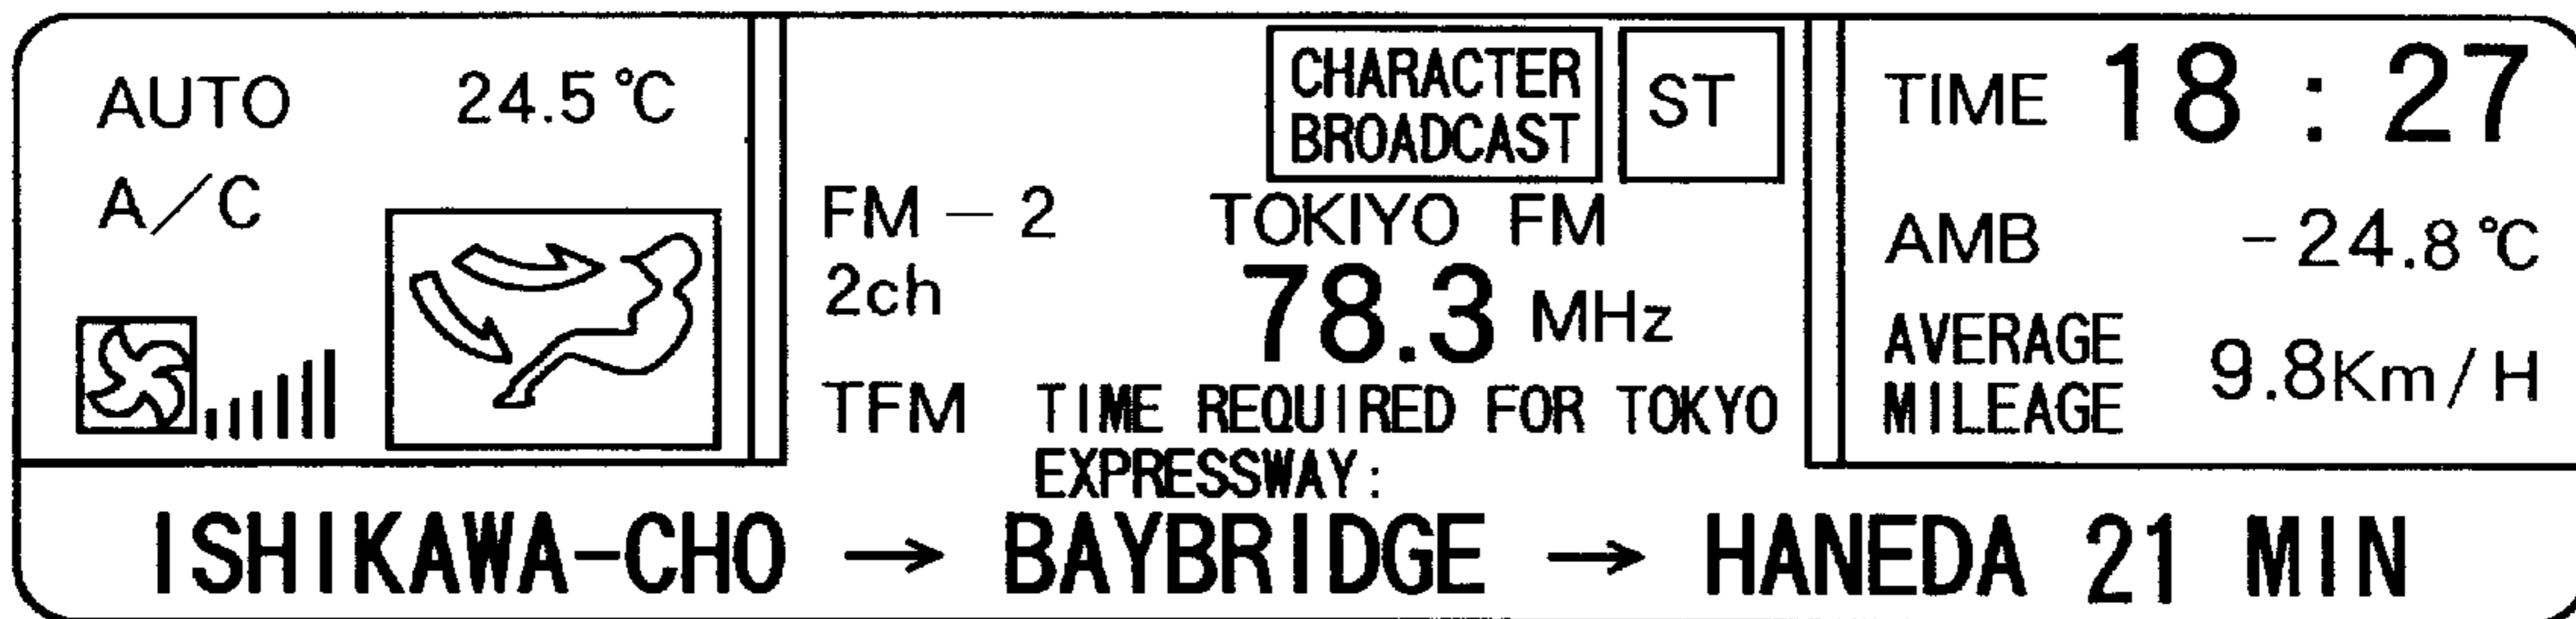 AUTO 24.5℃
A/C
CHARACTER
BROADCAST
ST
FM-2 TOKIYO FM
2ch 78.3 MHz
TFM TIME REQUIRED FOR TOKYO
EXPRESSWAY:
TIME 18:27
AMB -24.8℃
AVERAGE
MILEAGE 9.8Km/H
ISHIKAWA-CHO → BAYBRIDGE → HANEDA 21 MIN